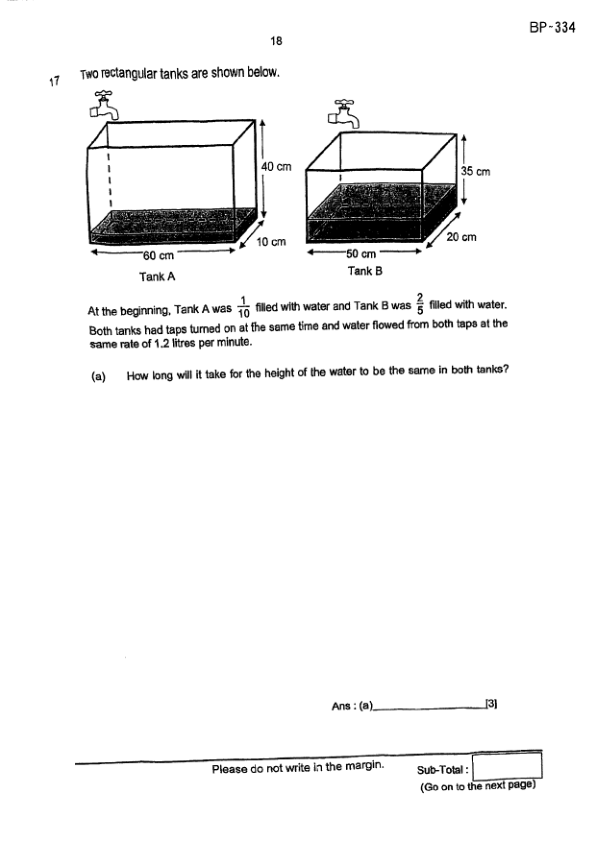 BP-334
18
17 Two rectangular tanks are shown below.
40 cm
35 cm
10 cm
20 cm
60 cm
50 cm
Tank A
Tank B
At the beginning, Tank A was 1/10 filled with water and Tank B was 2/5 filled with water.
Both tanks had taps turned on at the same time and water flowed from both taps at the
same rate of 1.2 litres per minute.
(a) How long will it take for the height of the water to be the same in both tanks?
Ans : (a)____________________[3]
Please do not write in the margin.
Sub-Total :
(Go on to the next page)